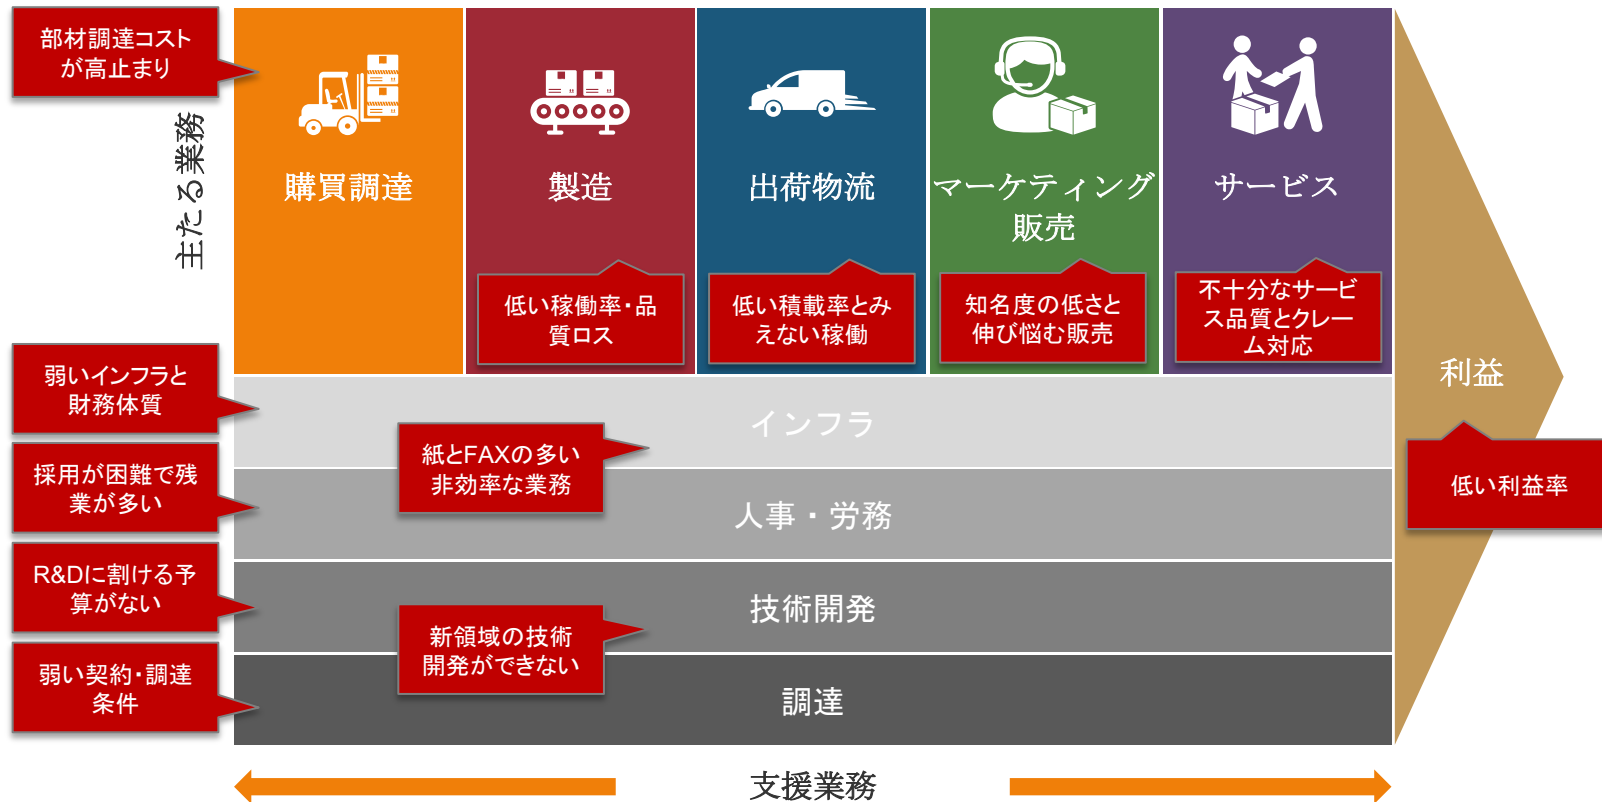 部材調達コスト
が高止まり
主たる業務
購買調達
製造
出荷物流
マーケティング
販売
サービス
低い稼働率・品
質ロス
低い積載率とみ
えない稼働
知名度の低さと
伸び悩む販売
不十分なサービ
ス品質とクレー
ム対応
利益
低い利益率
弱いインフラと
財務体質
インフラ
紙とFAXの多い
非効率な業務
採用が困難で残
業が多い
人事・労務
R&Dに割ける予
算がない
技術開発
新領域の技術
開発ができない
弱い契約・調達
条件
調達
支援業務